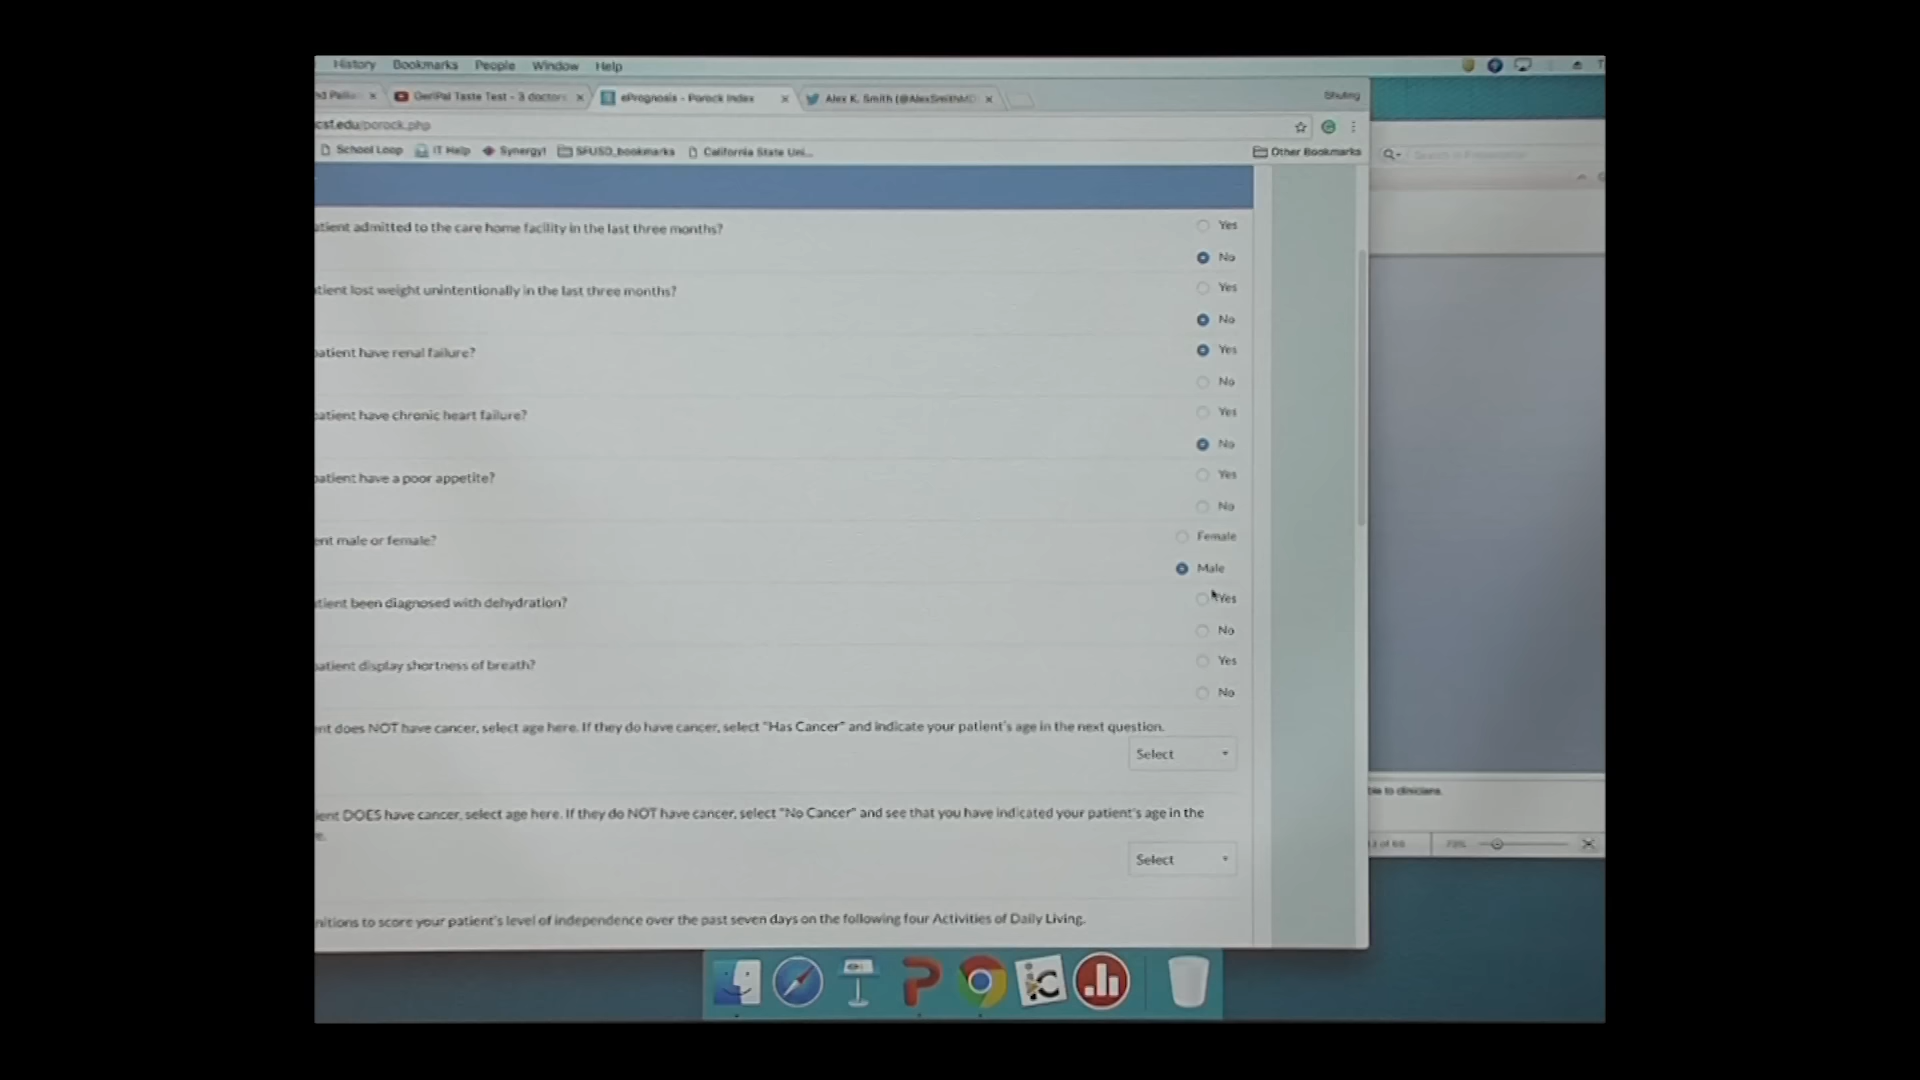 History Bookmarks People Window Help
GeriPal Taste Test - 3 doctors ePrognosis - Porock Index Alex K. Smith (@AlexSmithMD Shuting
csf.edu/porock.php
School Loop IT Help Synergy! SFUSD_bookmarks California State Uni... Other Bookmarks
atient admitted to the care home facility in the last three months? Yes
No
tient lost weight unintentionally in the last three months? Yes
No
patient have renal failure? Yes
No
patient have chronic heart failure? Yes
No
patient have a poor appetite? Yes
No
ent male or female? Female
Male
tient been diagnosed with dehydration? Yes
No
patient display shortness of breath? Yes
No
nt does NOT have cancer, select age here. If they do have cancer, select "Has Cancer" and indicate your patient's age in the next question.
Select
ient DOES have cancer, select age here. If they do NOT have cancer, select "No Cancer" and see that you have indicated your patient's age in the
e.
ble to clinicians.
Select
nitions to score your patient's level of independence over the past seven days on the following four Activities of Daily Living.